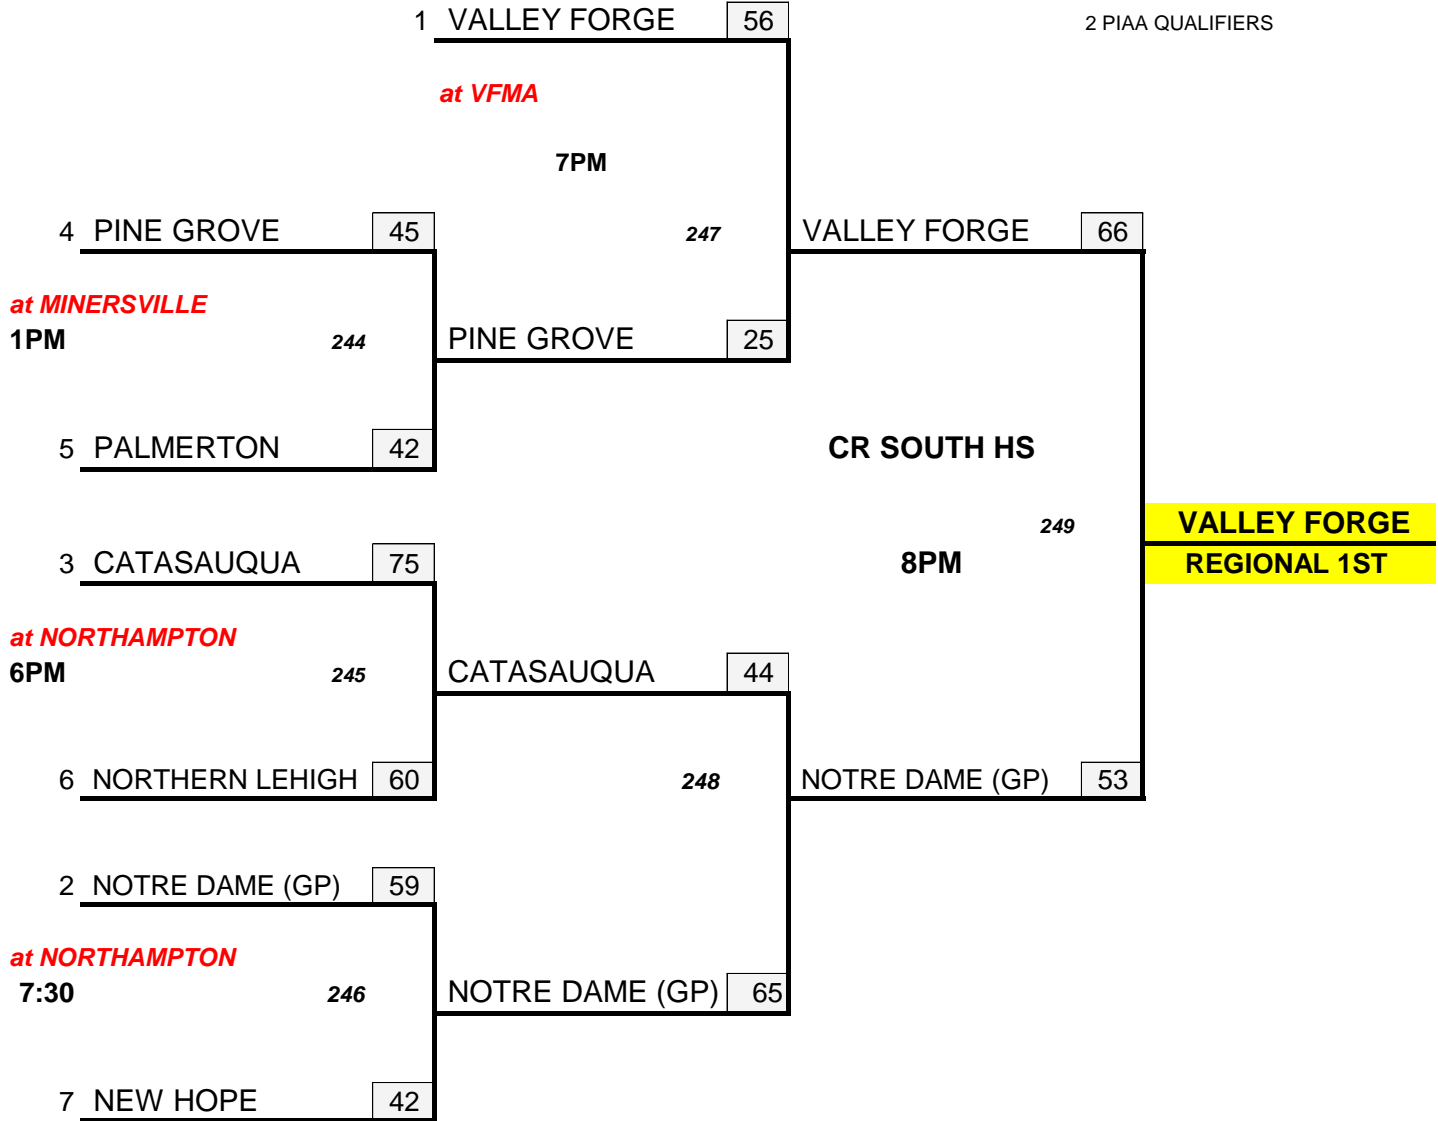 1 VALLEY FORGE 56 2 PIAA QUALIFIERS
at VFMA
7PM
4 PINE GROVE 45 247 VALLEY FORGE 66
at MINERSVILLE
1PM 244 PINE GROVE 25
5 PALMERTON 42 CR SOUTH HS
249 VALLEY FORGE
3 CATASAUQUA 75 8PM REGIONAL 1ST
at NORTHAMPTON
6PM 245 CATASAUQUA 44
6 NORTHERN LEHIGH 60 248 NOTRE DAME (GP) 53
2 NOTRE DAME (GP) 59
at NORTHAMPTON
7:30 246 NOTRE DAME (GP) 65
7 NEW HOPE 42